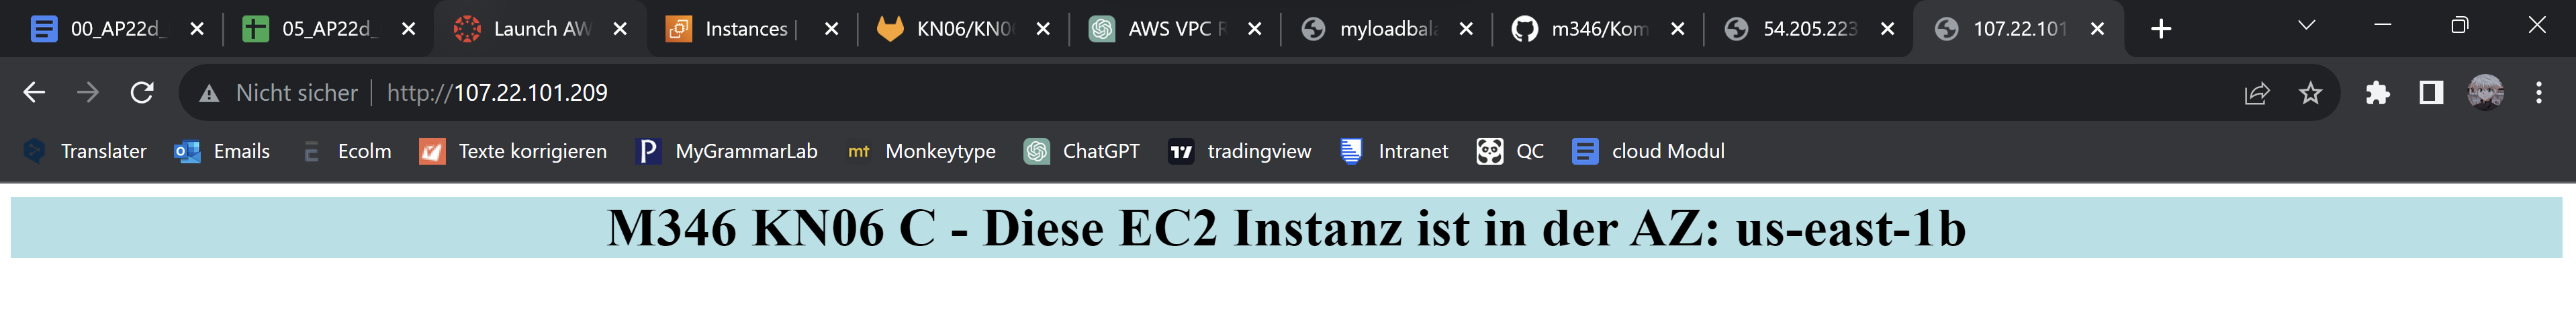 00_AP22d_
05_AP22d_
Launch AW
Instances |
KN06/KN0
AWS VPC R
myloadbala
m346/Kom
54.205.223
107.22.101
Nicht sicher
http://107.22.101.209
Translater
Emails
Ecolm
Texte korrigieren
P MyGrammarLab
mt Monkeytype
ChatGPT
tradingview
Intranet
QC
cloud Modul
M346 KN06 C - Diese EC2 Instanz ist in der AZ: us-east-1b